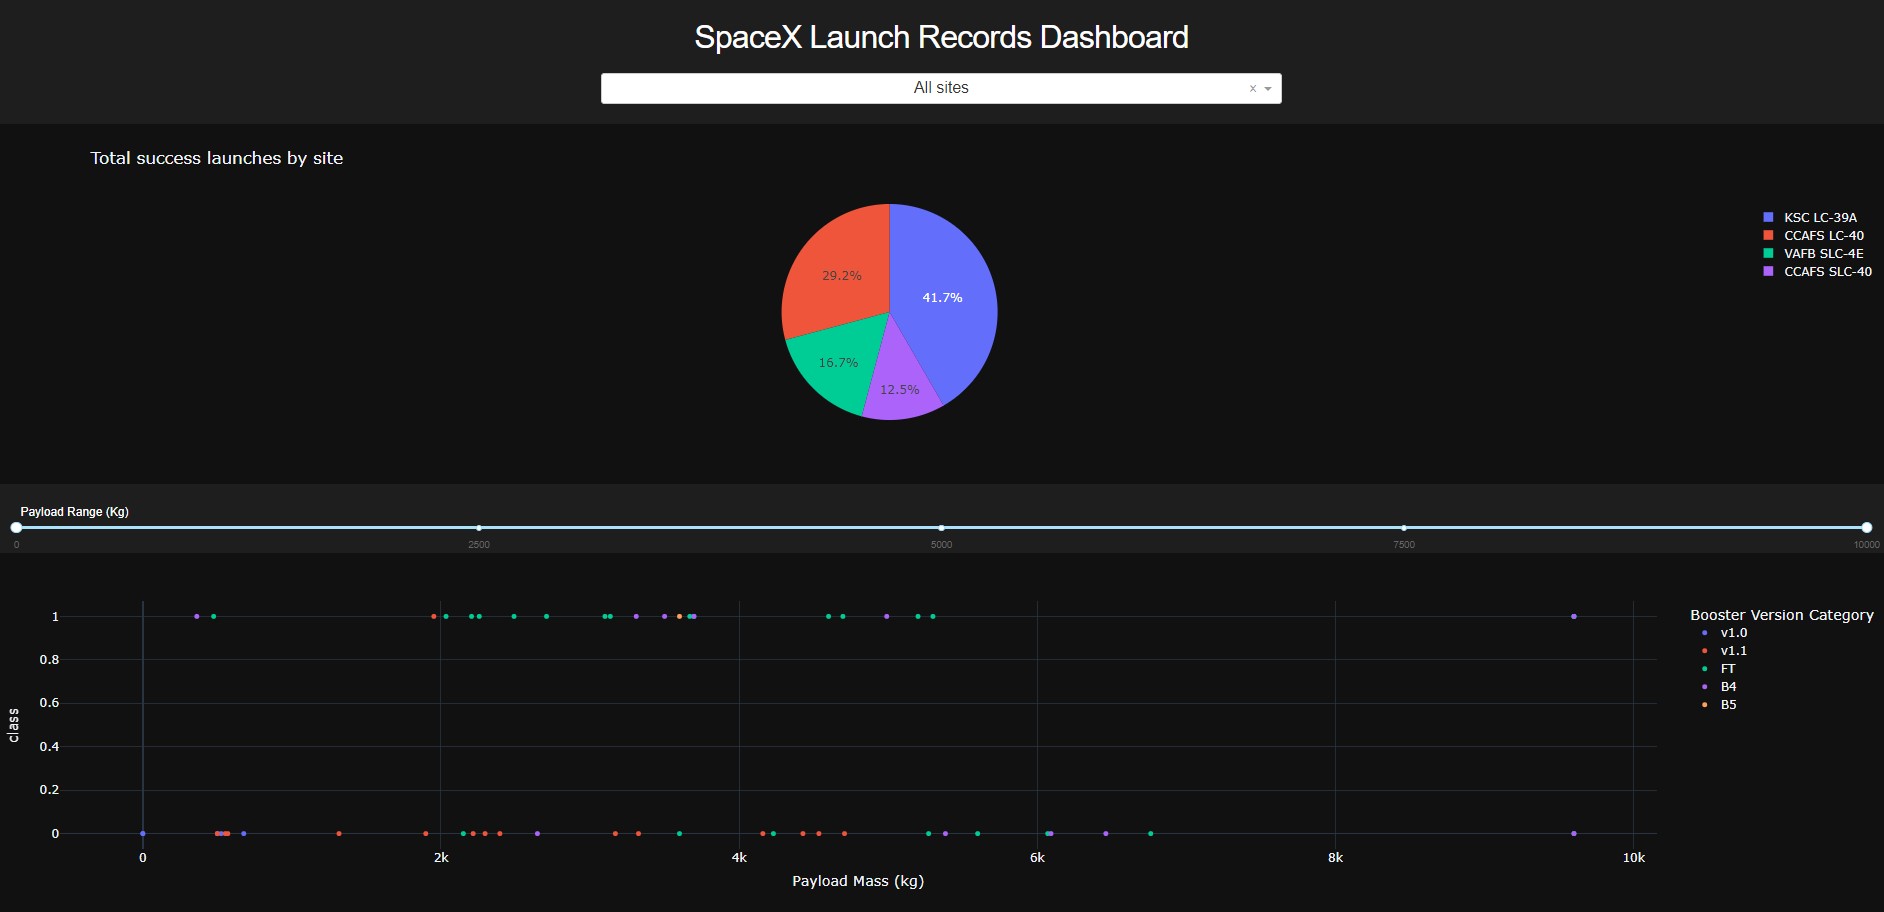 SpaceX Launch Records Dashboard
All sites
×
Total success launches by site
KSC LC-39A
CCAFS LC-40
VAFB SLC-4E
CCAFS SLC-40
29.2%
41.7%
16.7%
12.5%
Payload Range (Kg)
0 2500 5000 7500 10000
class
1
0.8
0.6
0.4
0.2
0
0 2k 4k 6k 8k 10k
Payload Mass (kg)
Booster Version Category
v1.0
v1.1
FT
B4
B5